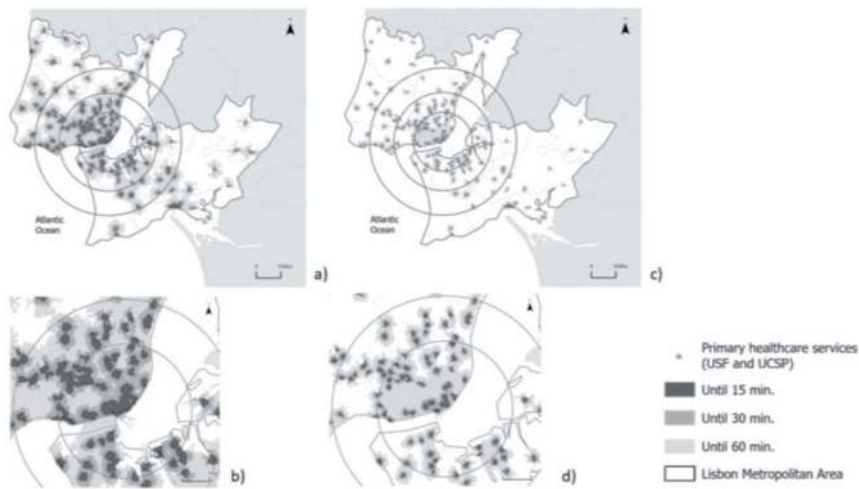 Atlantic
Ocean
a)
Atlantic
Ocean
c)
b)
d)
Primary healthcare services
(USF and UCSP)
Until 15 min.
Until 30 min.
Until 60 min.
Lisbon Metropolitan Area